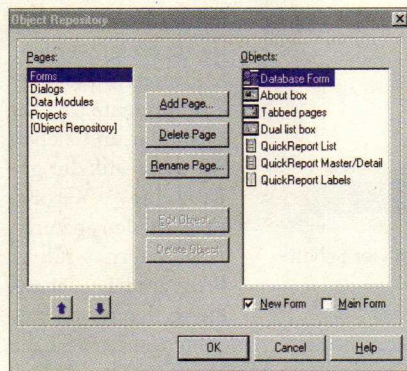 Object Repository
Pages:
Forms
Dialogs
Data Modules
Projects
[Object Repository]
Add Page...
Delete Page
Rename Page...
Edit Object...
Delete Object
Objects:
Database Form
About box
Tabbed pages
Dual list box
QuickReport List
QuickReport Master/Detail
QuickReport Labels
New Form
Main Form
OK
Cancel
Help